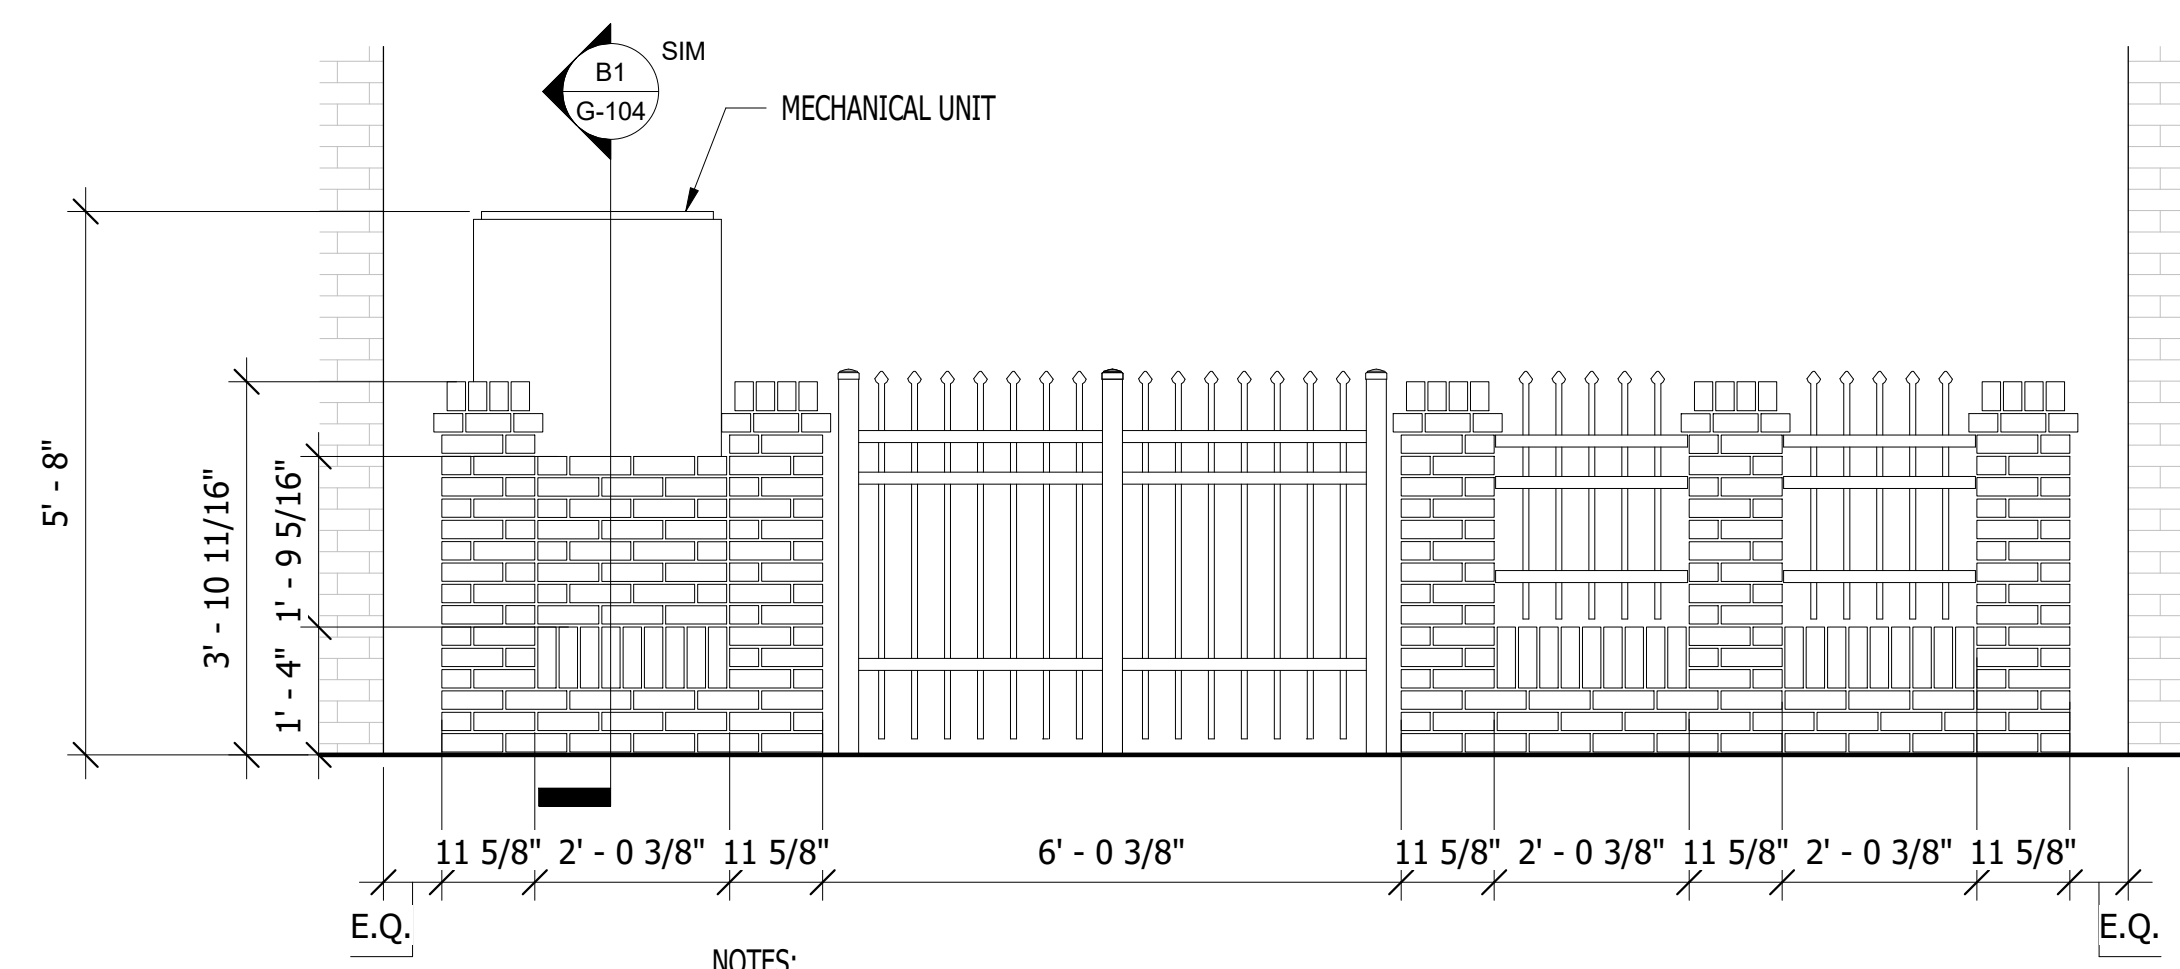 SIM
B1
G-104
MECHANICAL UNIT
5' - 8"
3' - 10 11/16"
1' - 9 5/16"
1' - 4"
11 5/8" 2' - 0 3/8" 11 5/8" 6' - 0 3/8" 11 5/8" 2' - 0 3/8" 11 5/8" 2' - 0 3/8" 11 5/8"
E.Q. E.Q.
NOTES: